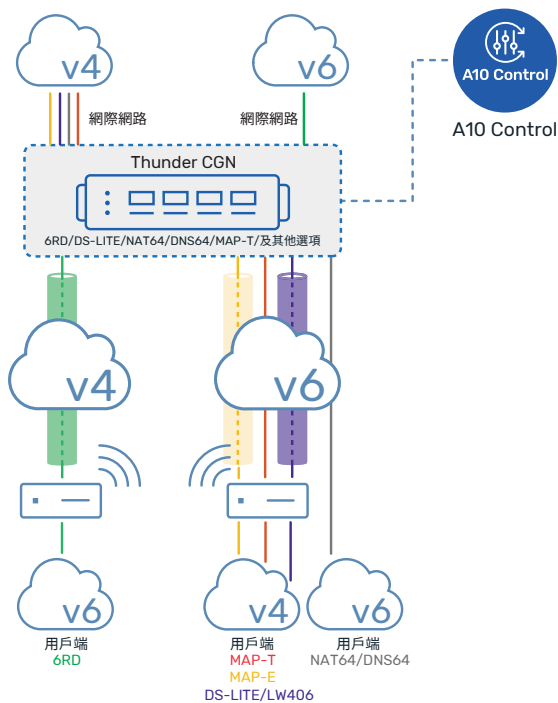 v4
v6
A10 Control
A10 Control
網際網路
網際網路
Thunder CGN
6RD/DS-LITE/NAT64/DNS64/MAP-T/及其他選項
v4
v6
v6
v4
v6
用戶端
6RD
用戶端
MAP-T
MAP-E
DS-LITE/LW406
用戶端
NAT64/DNS64